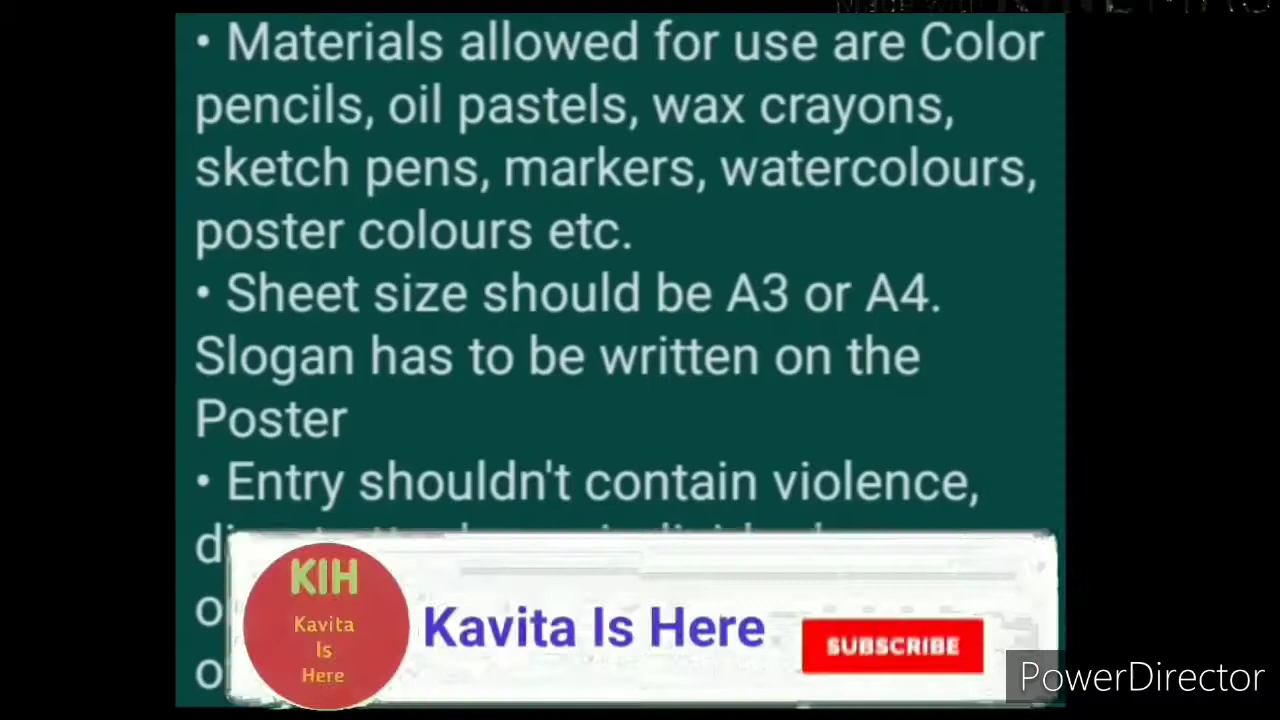 • Materials allowed for use are Color
pencils, oil pastels, wax crayons,
sketch pens, markers, watercolours,
poster colours etc.
• Sheet size should be A3 or A4.
Slogan has to be written on the
Poster
• Entry shouldn't contain violence,
KIH
Kavita
Is
Here
Kavita Is Here
SUBSCRIBE
PowerDirector